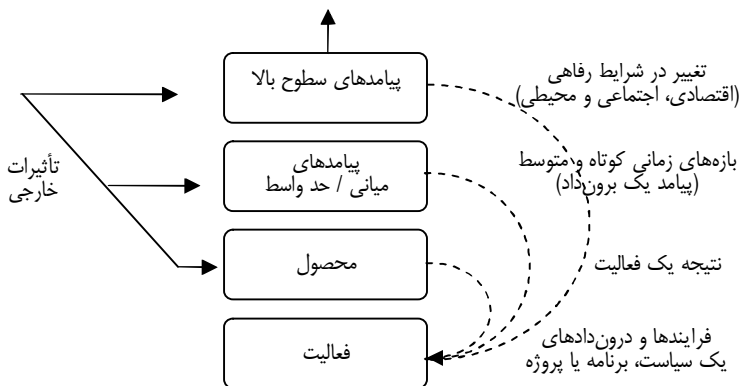 پیامدهای سطوح بالا
تغییر در شرایط رفاهی
(اقتصادی، اجتماعی و محیطی)
تأثیرات
خارجی
پیامدهای
میانی / حد واسط
بازه‌های زمانی کوتاه و متوسط
(پیامد یک برون‌داد)
محصول
نتیجه یک فعالیت
فعالیت
فرایندها و درون‌دادهای
یک سیاست، برنامه یا پروژه